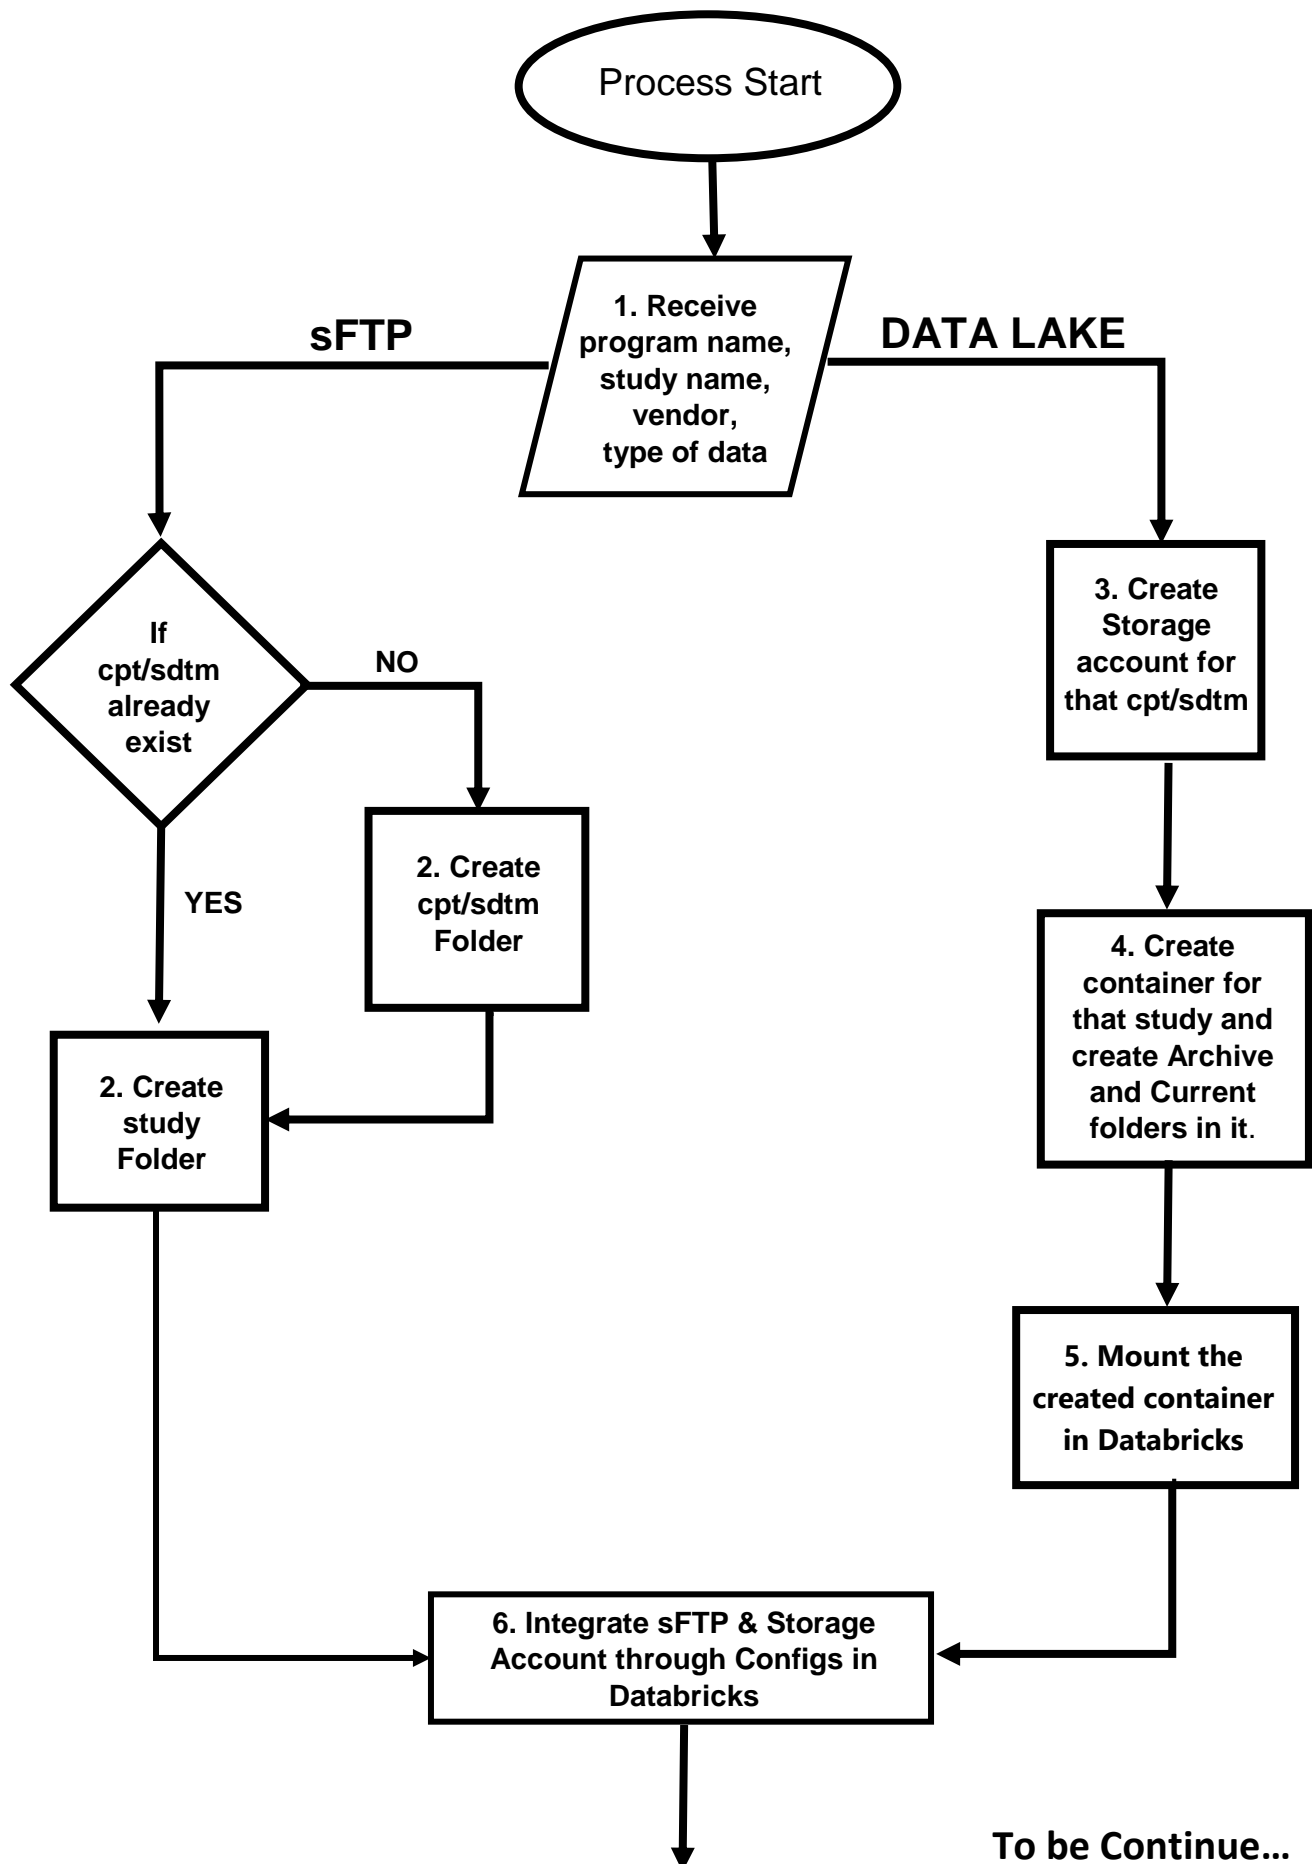 Process Start
1. Receive
program name,
study name,
vendor,
type of data
sFTP
DATA LAKE
If
cpt/sdtm
already
exist
NO
YES
2. Create
cpt/sdtm
Folder
2. Create
study
Folder
3. Create
Storage
account for
that cpt/sdtm
4. Create
container for
that study and
create Archive
and Current
folders in it.
5. Mount the
created container
in Databricks
6. Integrate sFTP & Storage
Account through Configs in
Databricks
To be Continue...